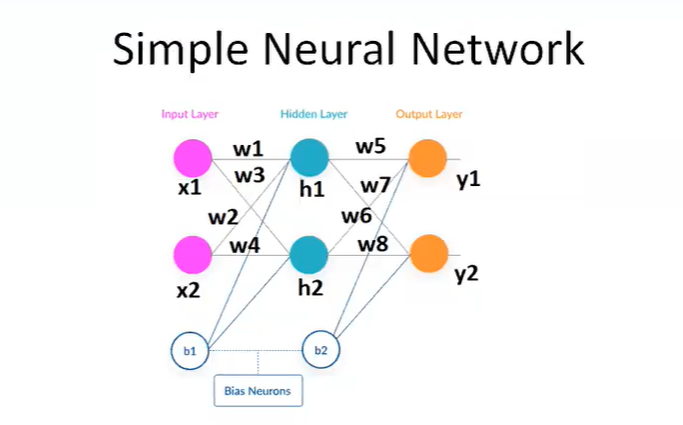 Simple Neural Network
Input Layer
Hidden Layer
Output Layer
w1
w5
w3
x1
h1
w7
y1
w2
w6
w4
w8
x2
h2
y2
b1
b2
Bias Neurons